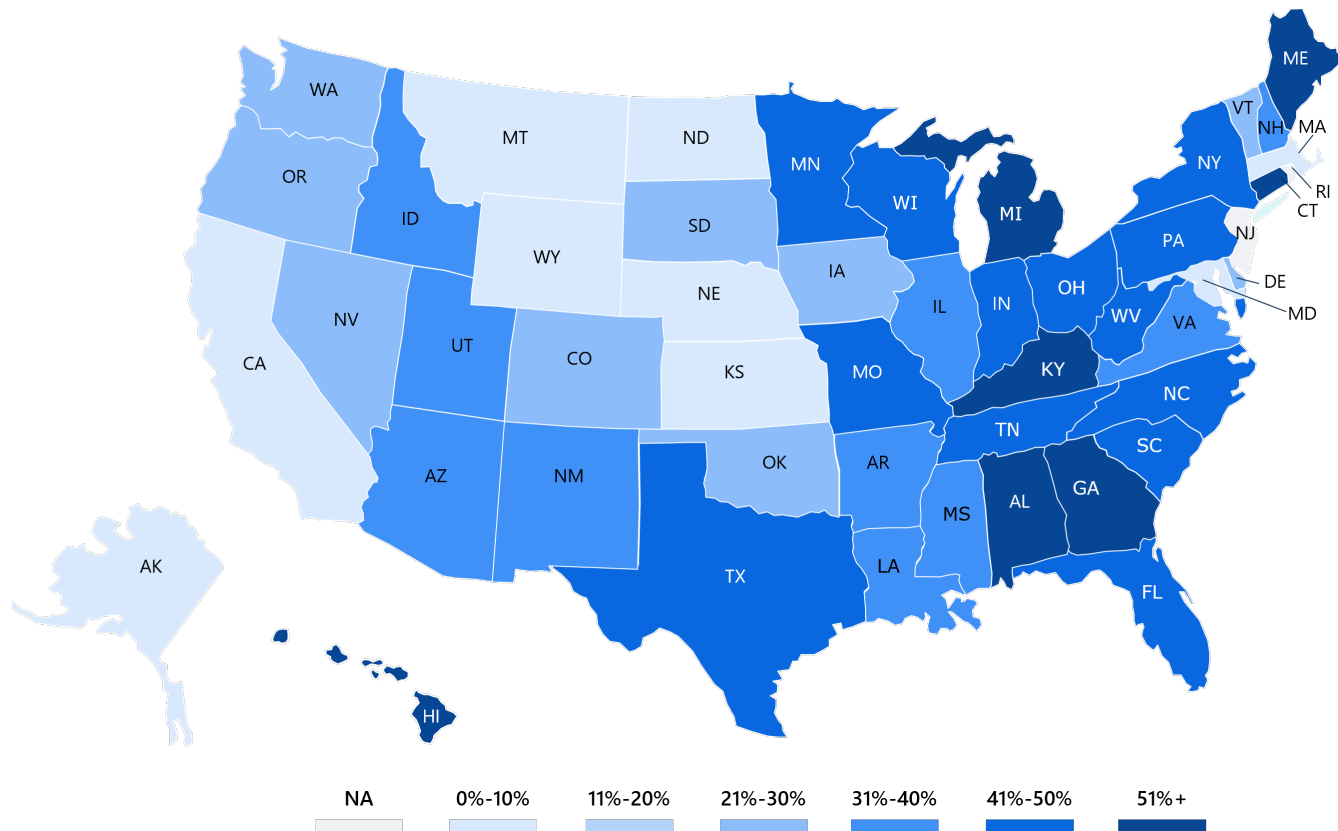 ME
WA
VT
NH
MA
MT
ND
MN
NY
OR
RI
WI
CT
MI
ID
SD
NJ
PA
WY
IA
DE
NE
OH
MD
IL
IN
WV
NV
VA
UT
CO
CA
KS
MO
KY
NC
TN
SC
OK
AR
AZ
NM
GA
AL
MS
AK
LA
TX
FL
HI
NA 0%-10% 11%-20% 21%-30% 31%-40% 41%-50% 51%+